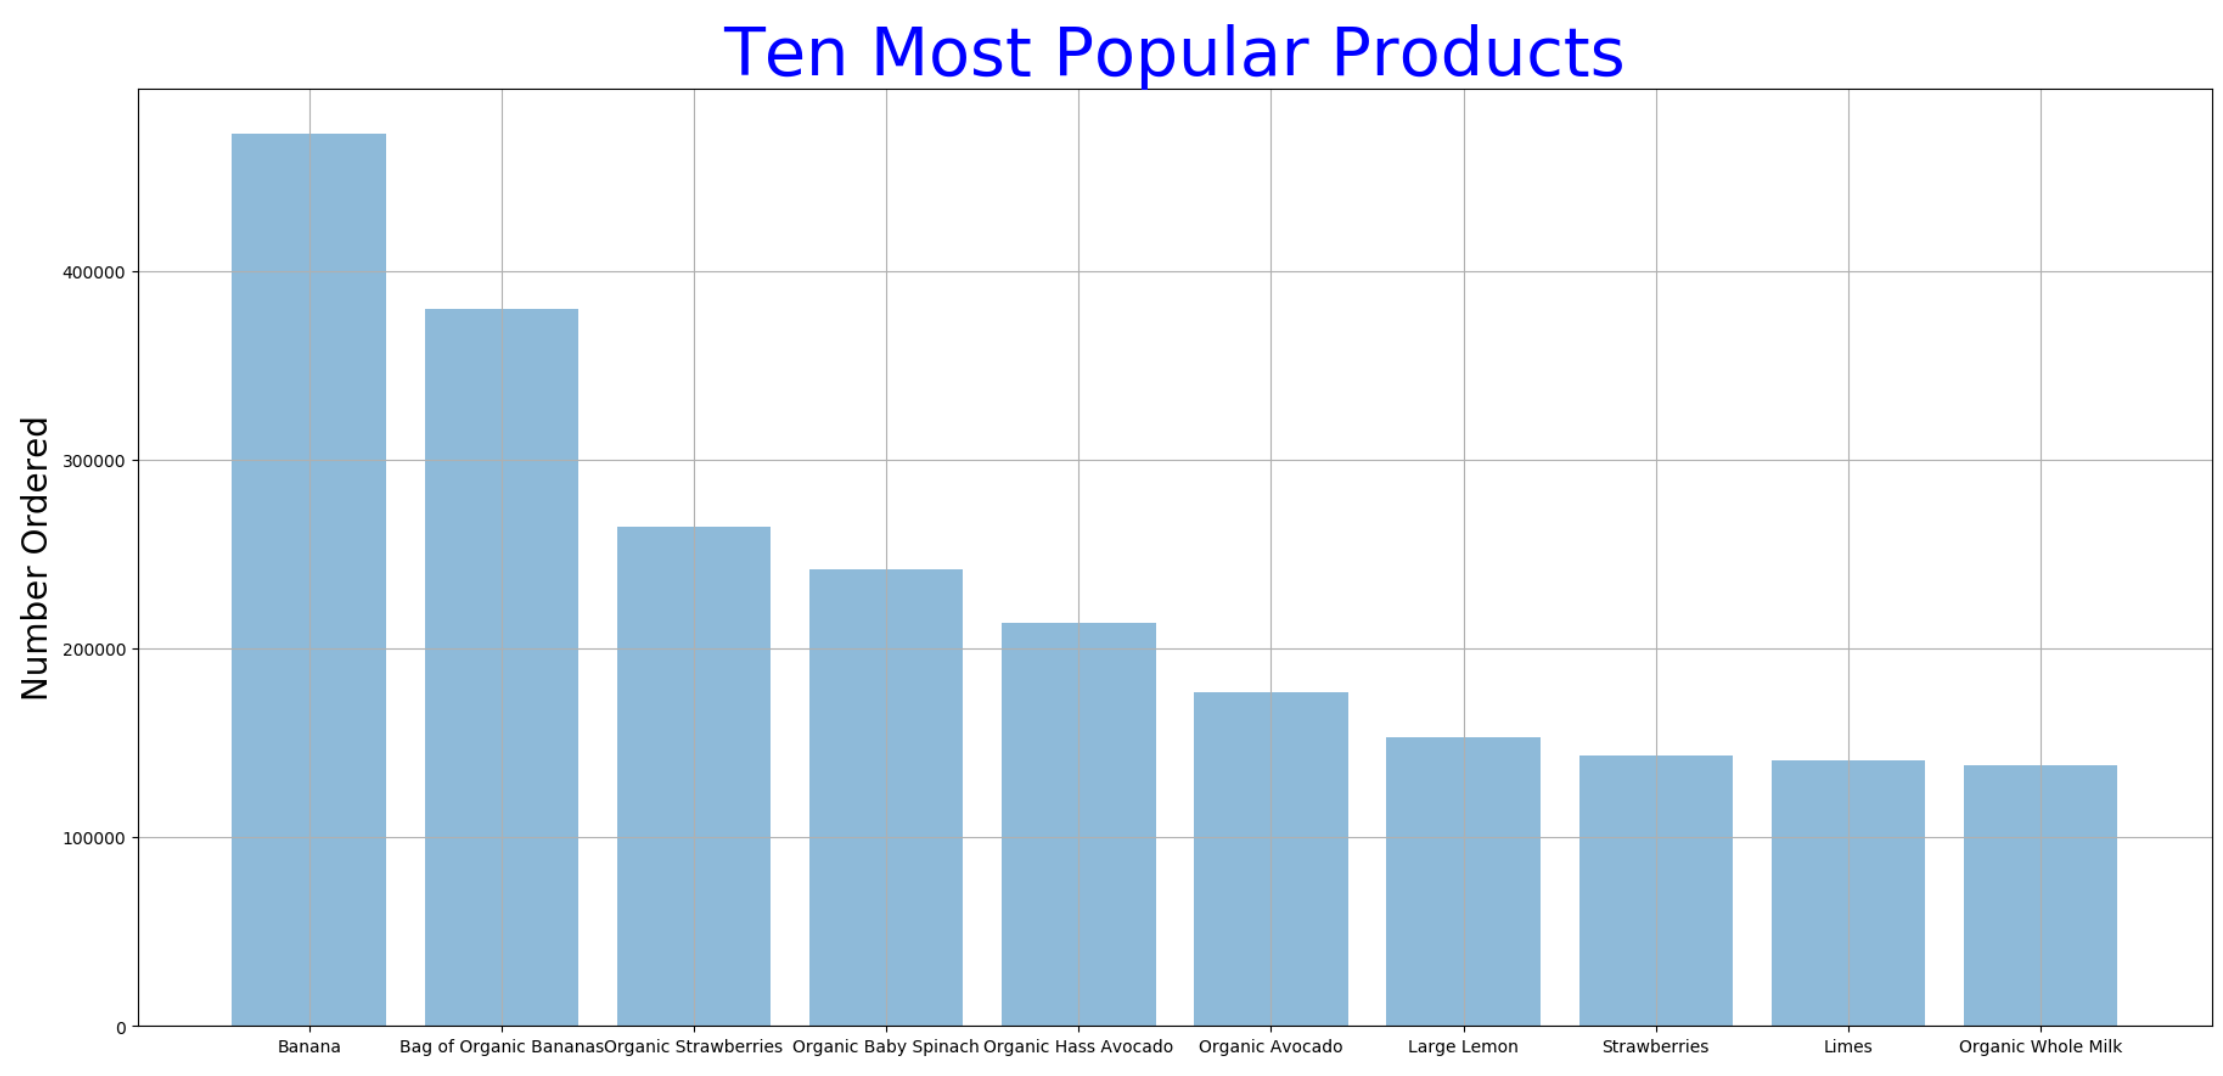 Ten Most Popular Products
Number Ordered
400000
300000
200000
100000
0
Banana
Bag of Organic Bananas
Organic Strawberries
Organic Baby Spinach
Organic Hass Avocado
Organic Avocado
Large Lemon
Strawberries
Limes
Organic Whole Milk